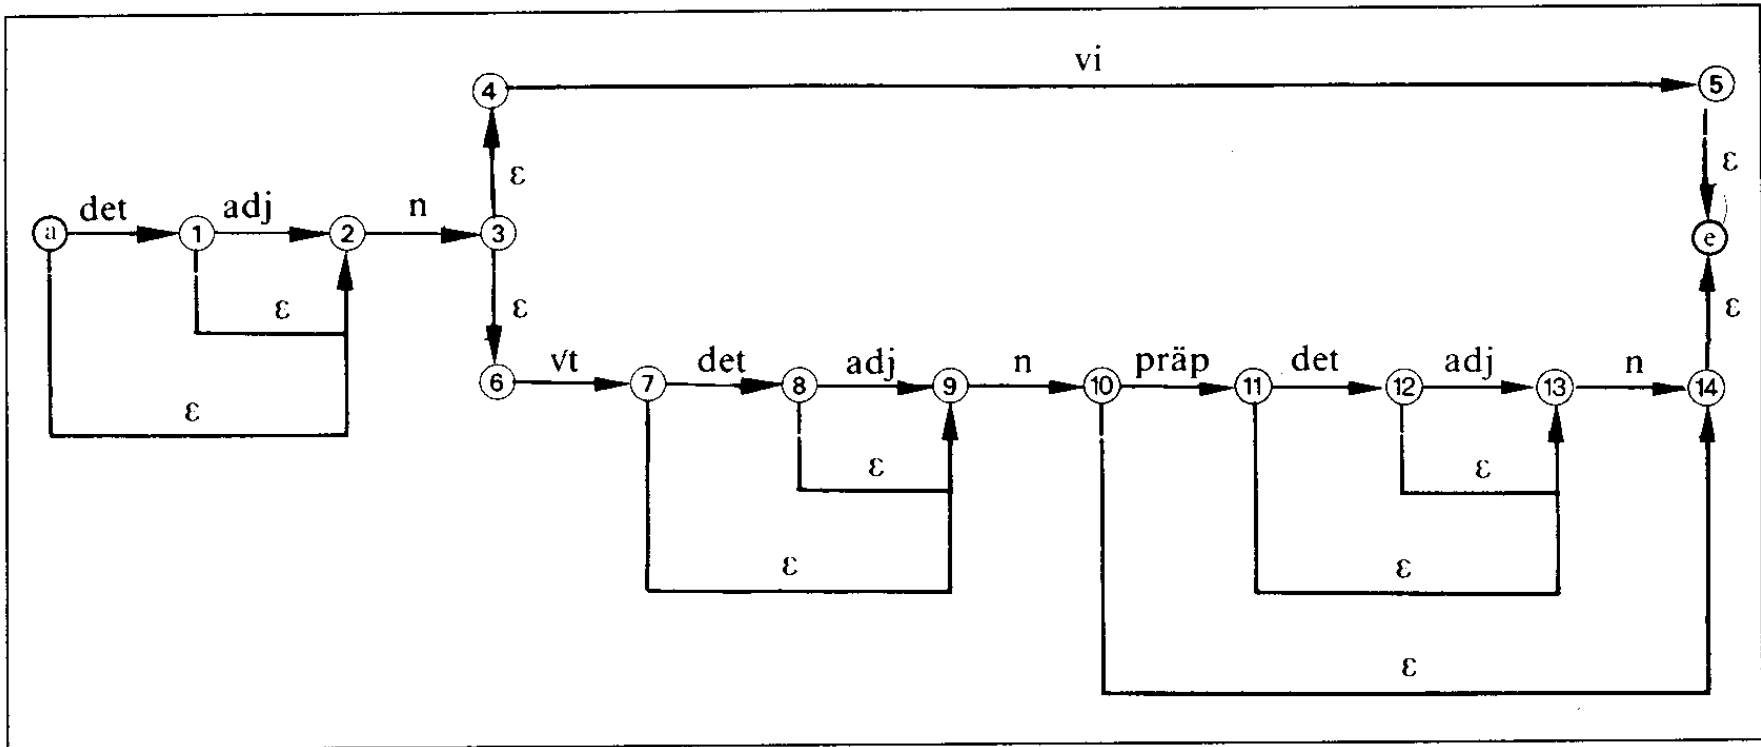 vi
4 5
ε ε
det adj n
a 1 2 3 e
ε ε ε
vt det adj n präp det adj n
6 7 8 9 10 11 12 13 14
ε
ε ε
ε ε
ε